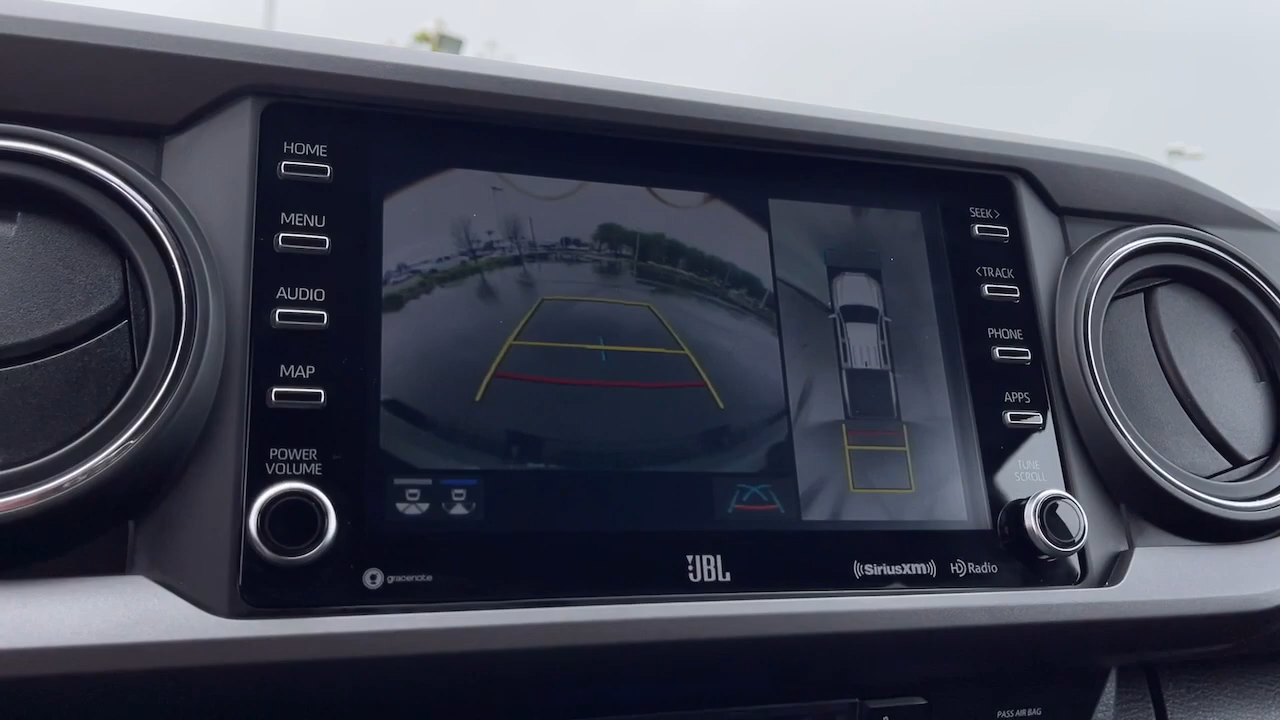 HOME
MENU
AUDIO
MAP
POWER
VOLUME
SEEK>
<TRACK
PHONE
APPS
TUNE
SCROLL
gracenote
JBL
((SiriusXM))
HD Radio
PASS AIR BAG